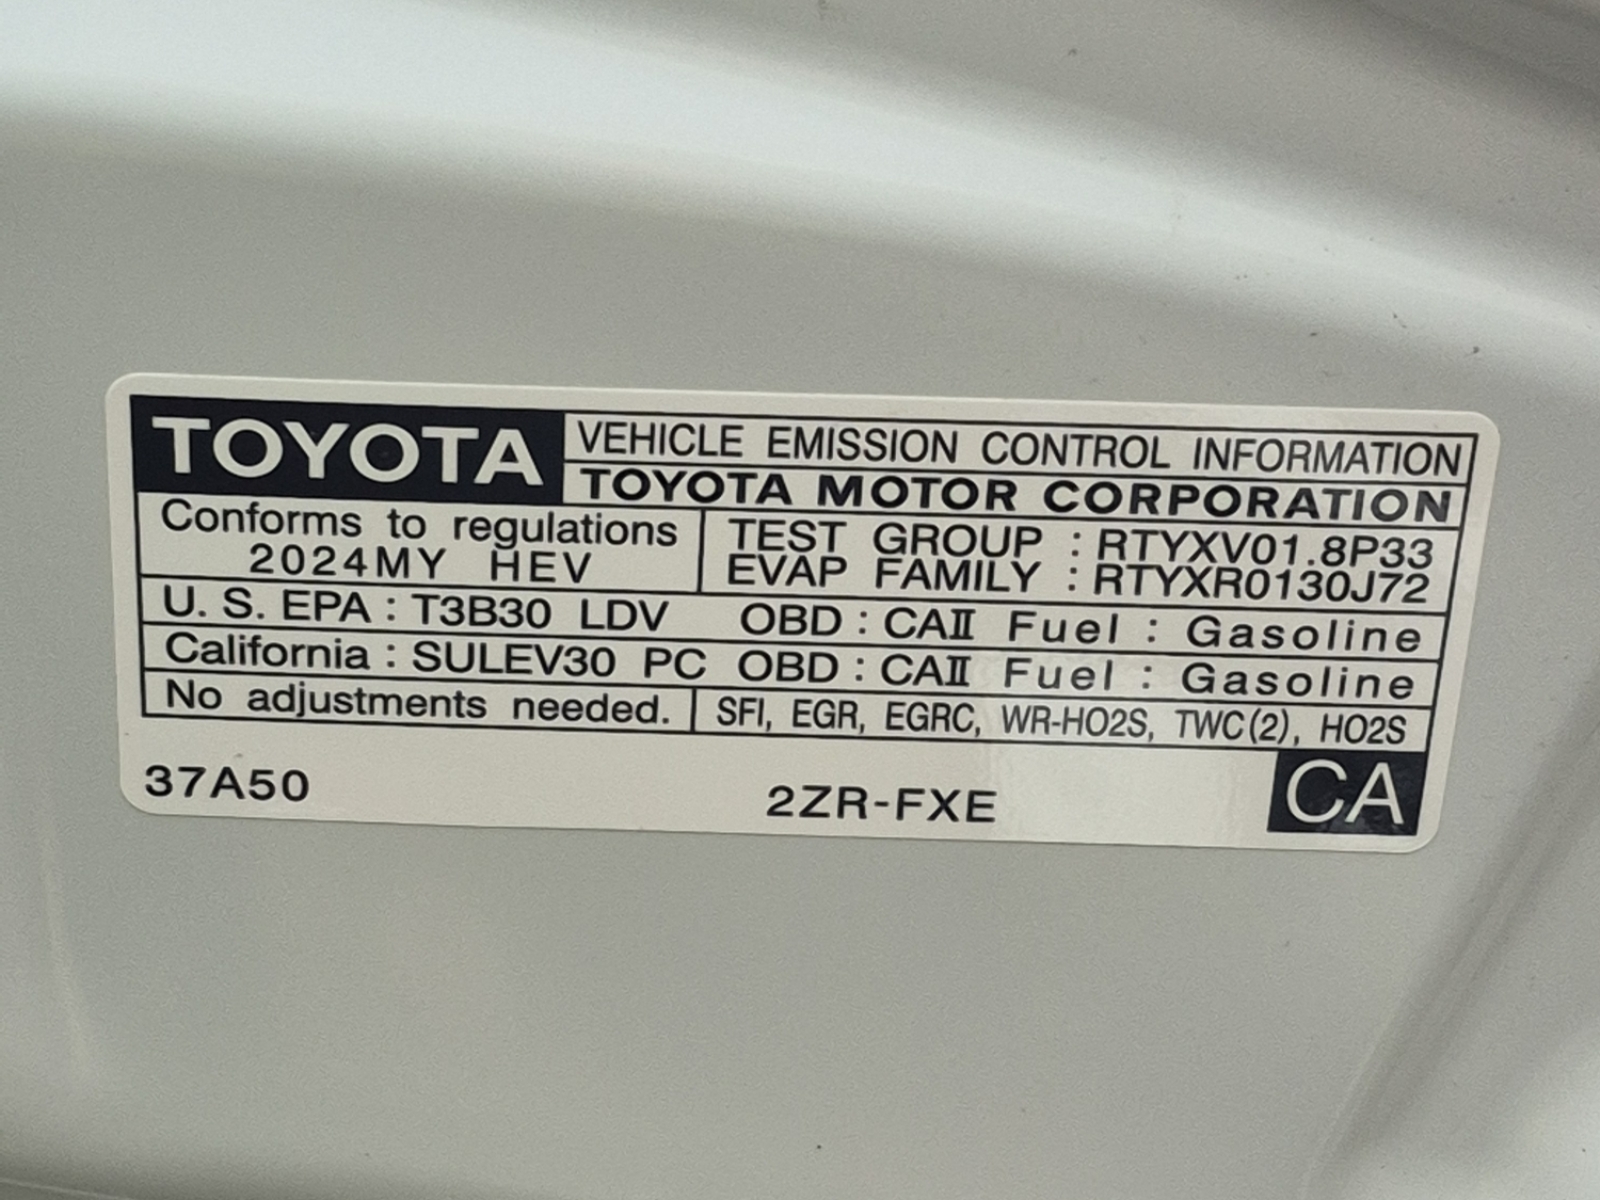 TOYOTA VEHICLE EMISSION CONTROL INFORMATION
TOYOTA MOTOR CORPORATION
Conforms to regulations
2024MY HEV
TEST GROUP : RTYXV01.8P33
EVAP FAMILY : RTYXR0130J72
U. S. EPA : T3B30 LDV OBD : CAⅡ Fuel : Gasoline
California : SULEV30 PC OBD : CAⅡ Fuel : Gasoline
No adjustments needed. SFI, EGR, EGRC, WR-HO2S, TWC(2), HO2S
37A50 2ZR-FXE CA